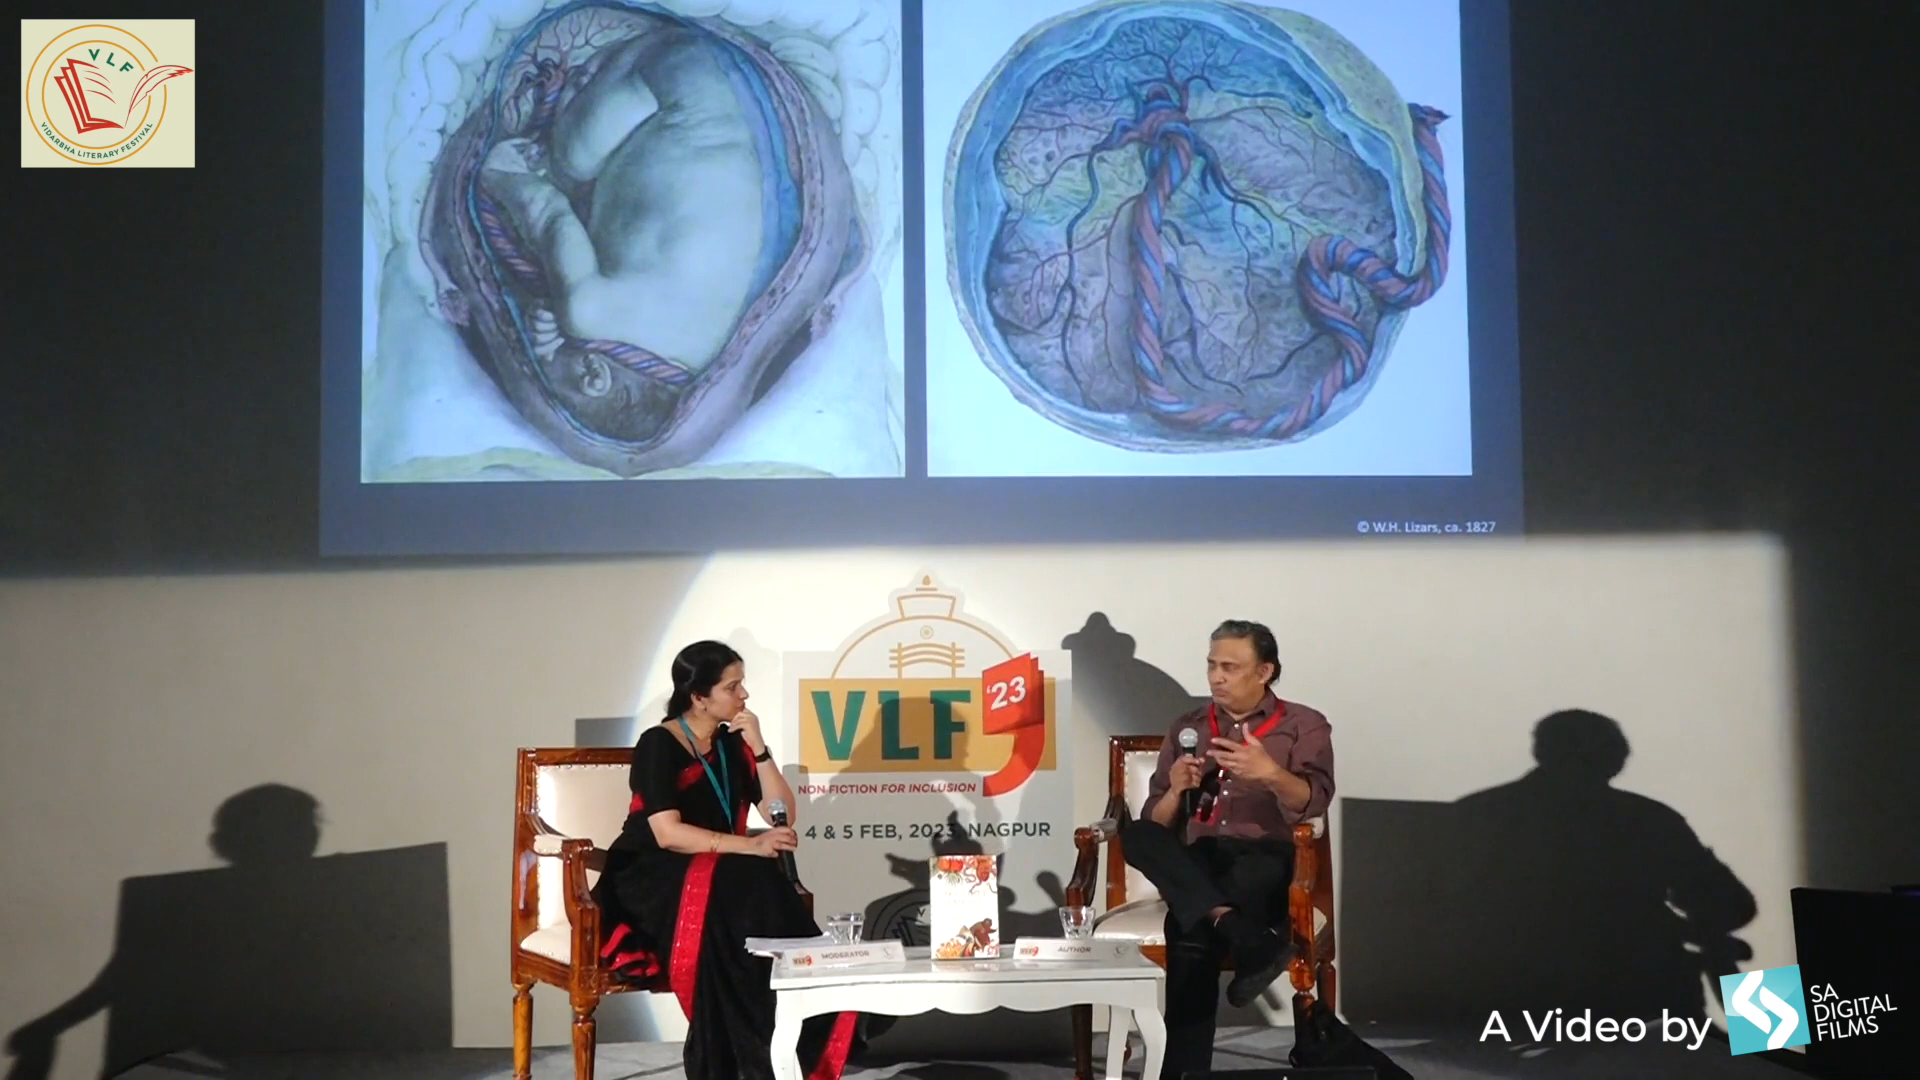 VLF
VIDARBHA LITERARY FESTIVAL
© W.H. Lizars, ca. 1827
VLF '23
NON FICTION FOR INCLUSION
4 & 5 FEB, 2023, NAGPUR
MODERATOR
AUTHOR
A Video by
SA
DIGITAL
FILMS